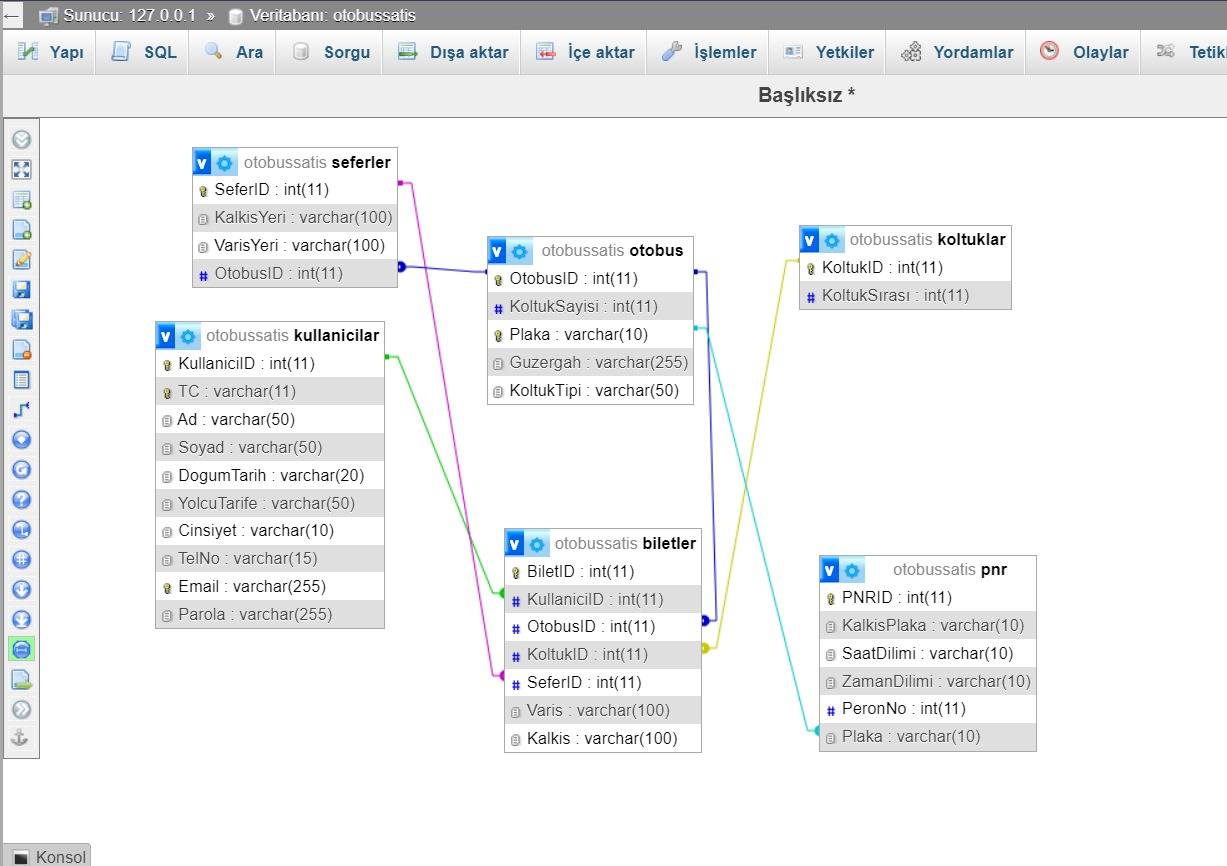 Sunucu: 127.0.0.1 » Veritabanı: otobussatis
Yapı SQL Ara Sorgu Dışa aktar İçe aktar İşlemler Yetkiler Yordamlar Olaylar Tetik
Başlıksız *
v otobussatis seferler
SeferID : int(11)
KalkisYeri : varchar(100)
VarisYeri : varchar(100)
# OtobusID : int(11)
v otobussatis otobus
OtobusID : int(11)
# KoltukSayisi : int(11)
Plaka : varchar(10)
Guzergah : varchar(255)
KoltukTipi : varchar(50)
v otobussatis koltuklar
KoltukID : int(11)
# KoltukSırası : int(11)
v otobussatis kullanicilar
KullaniciID : int(11)
TC : varchar(11)
Ad : varchar(50)
Soyad : varchar(50)
DogumTarih : varchar(20)
YolcuTarife : varchar(50)
Cinsiyet : varchar(10)
TelNo : varchar(15)
Email : varchar(255)
Parola : varchar(255)
v otobussatis biletler
BiletID : int(11)
# KullaniciID : int(11)
# OtobusID : int(11)
# KoltukID : int(11)
# SeferID : int(11)
Varis : varchar(100)
Kalkis : varchar(100)
v otobussatis pnr
PNRID : int(11)
KalkisPlaka : varchar(10)
SaatDilimi : varchar(10)
ZamanDilimi : varchar(10)
# PeronNo : int(11)
Plaka : varchar(10)
Konsol